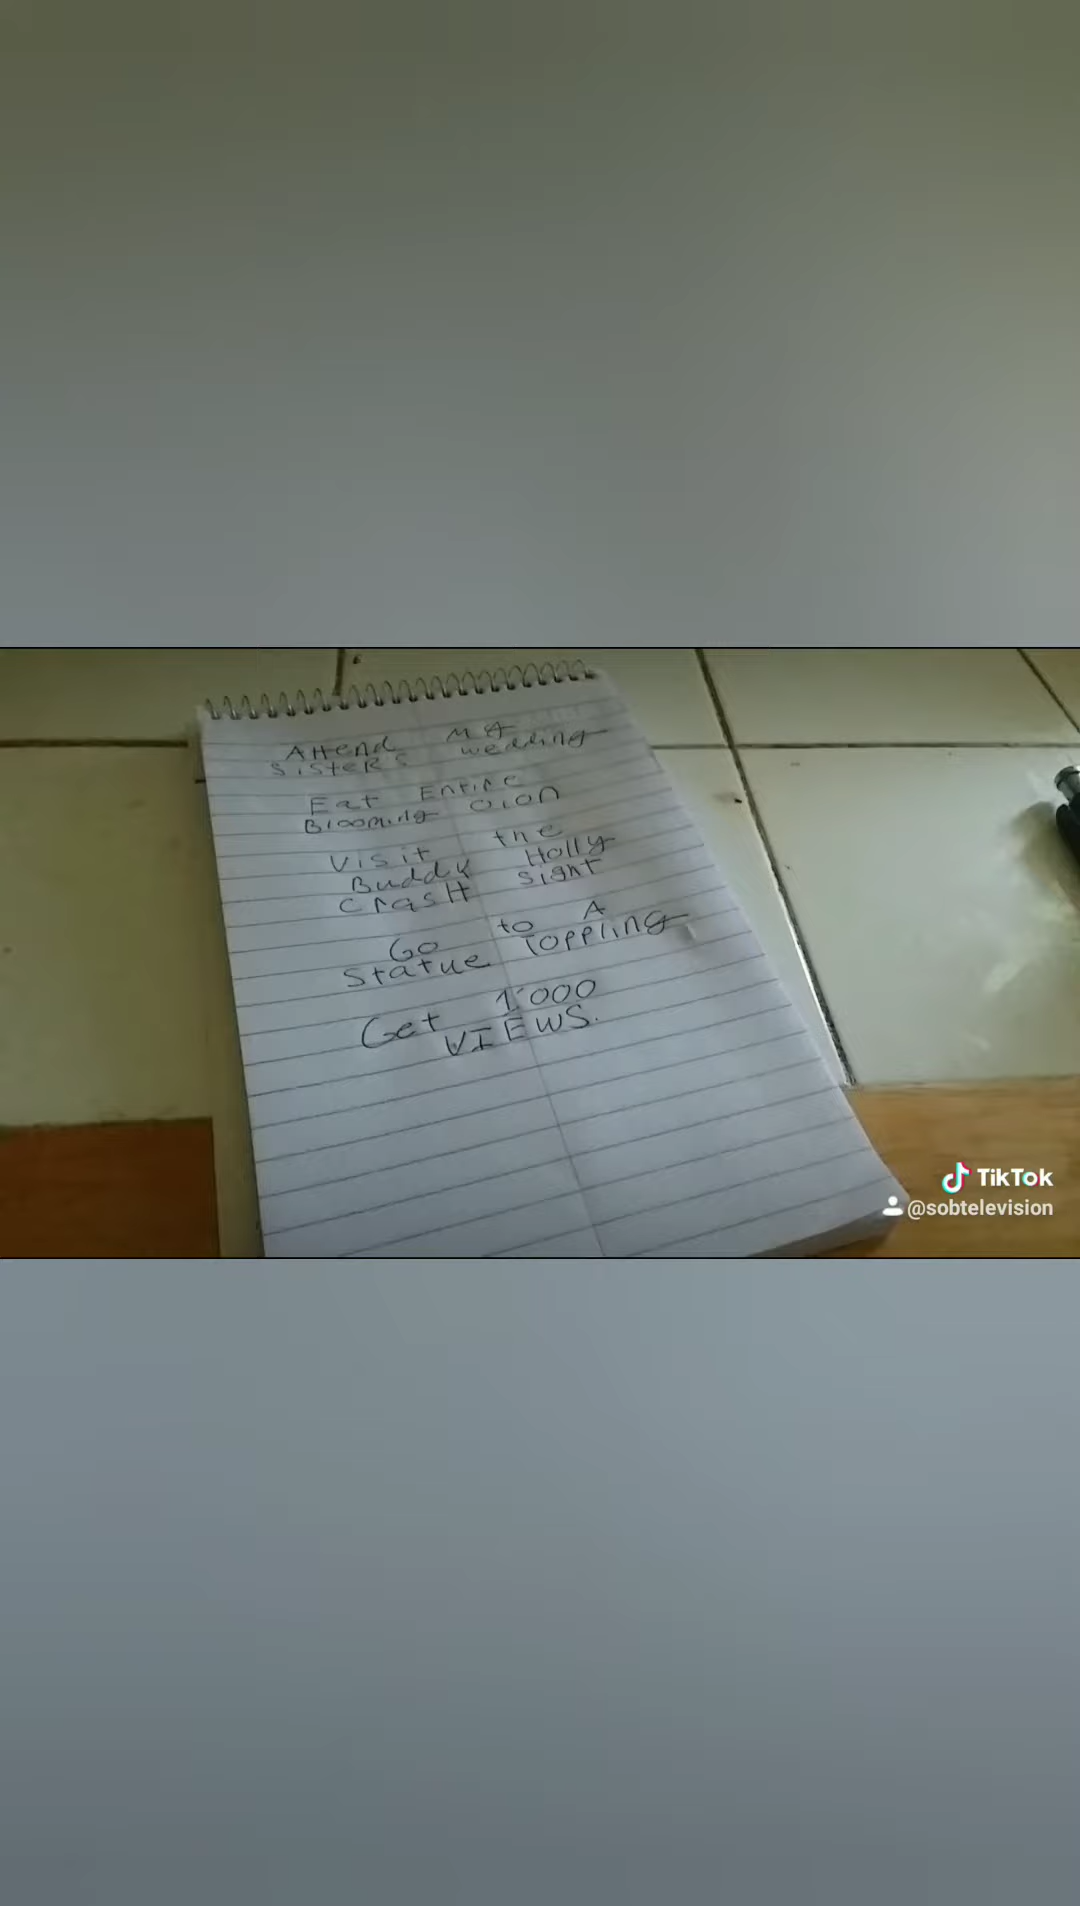 Attend my
sister's wedding
Eat Entire
Blooming onion
Visit the
Buddy Holly
crash sight
Go to A
Statue Toppling
Get 1,000
VIEWS.
TikTok
@sobtelevision